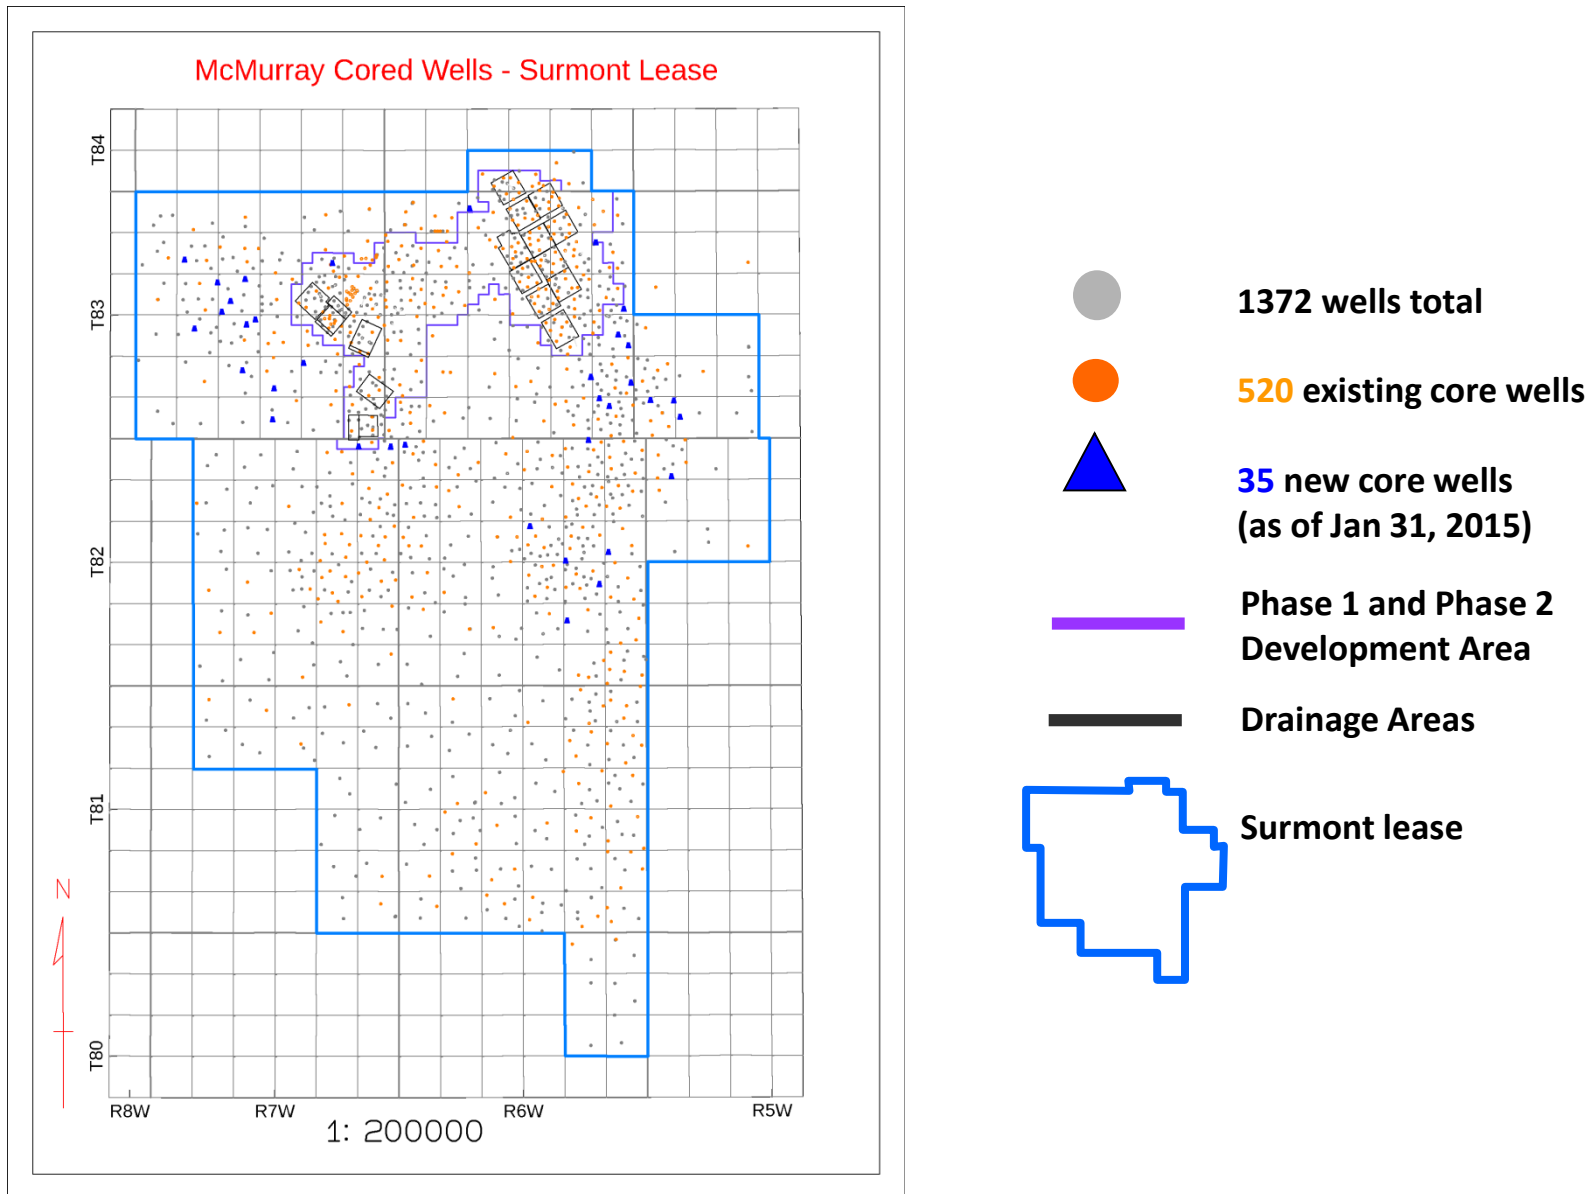 McMurray Cored Wells - Surmont Lease
T84
T83
T82
T81
T80
N
R8W
R7W
R6W
R5W
1: 200000
1372 wells total
520 existing core wells
35 new core wells
(as of Jan 31, 2015)
Phase 1 and Phase 2
Development Area
Drainage Areas
Surmont lease